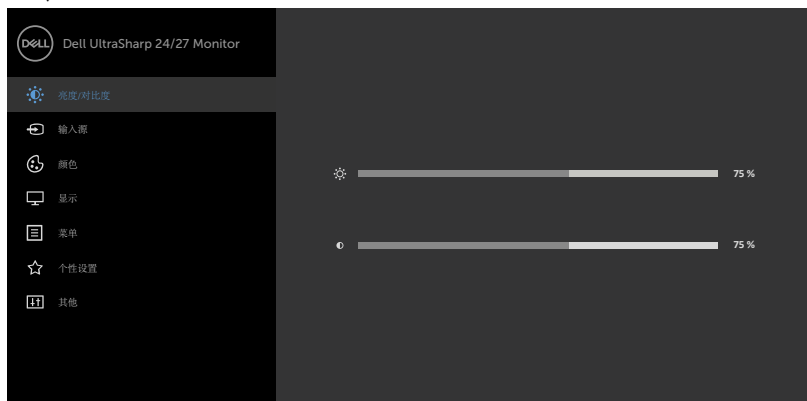 DELL
Dell UltraSharp 24/27 Monitor
亮度/对比度
输入源
颜色
75 %
显示
菜单
75 %
个性设置
其他